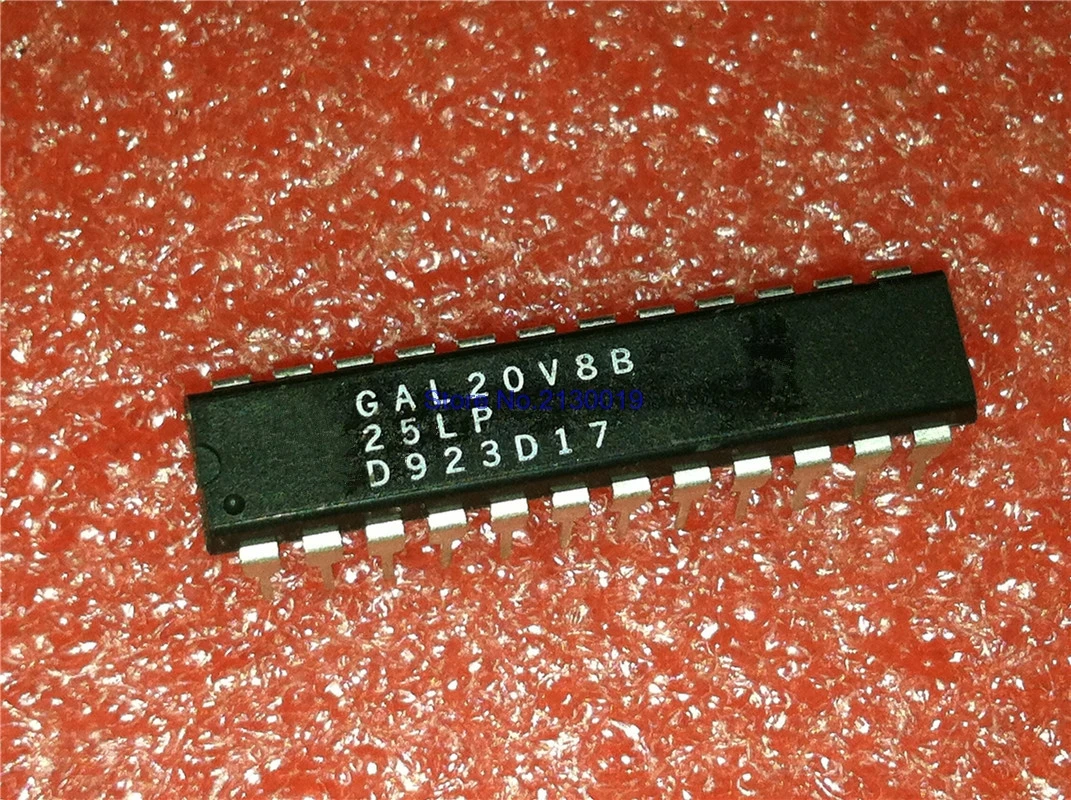 GAL20V8B
Store No.2130019
25LP
D923D17